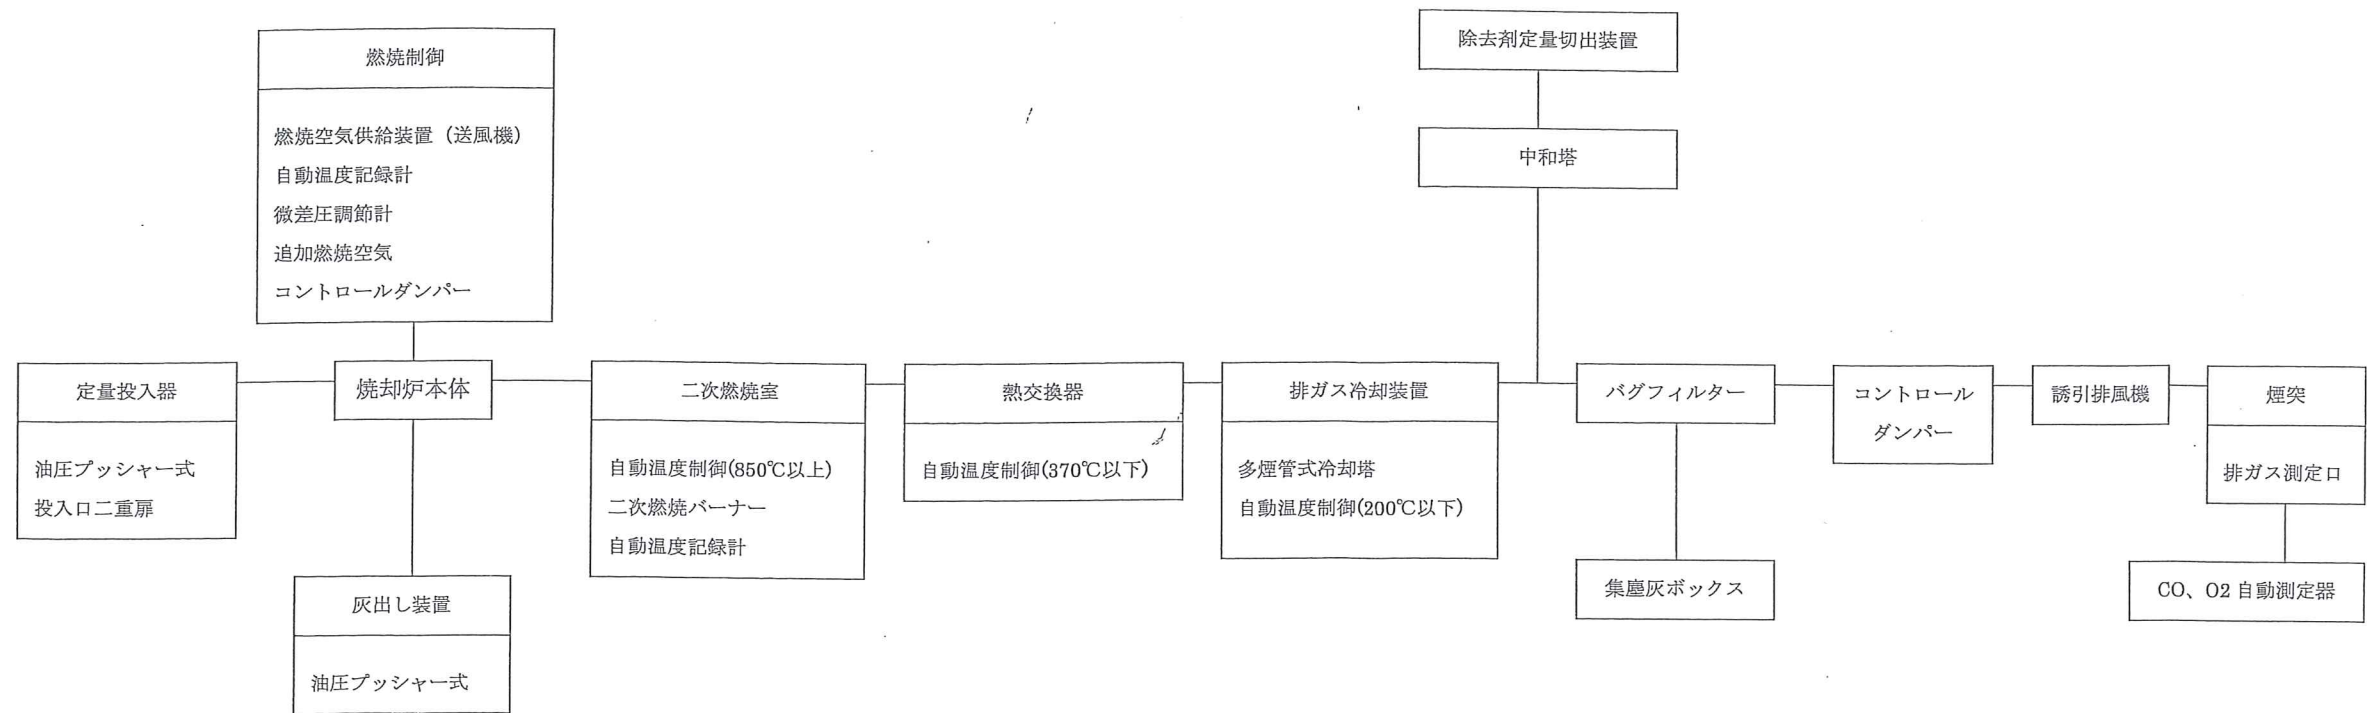 燃焼制御
燃焼空気供給装置（送風機）
自動温度記録計
微差圧調節計
追加燃焼空気
コントロールダンパー
除去剤定量切出装置
中和塔
定量投入器
油圧プッシャー式
投入口二重扉
焼却炉本体
灰出し装置
油圧プッシャー式
二次燃焼室
自動温度制御(850℃以上)
二次燃焼バーナー
自動温度記録計
熱交換器
自動温度制御(370℃以下)
排ガス冷却装置
多煙管式冷却塔
自動温度制御(200℃以下)
バグフィルター
集塵灰ボックス
コントロール
ダンパー
誘引排風機
煙突
排ガス測定口
CO、O2 自動測定器